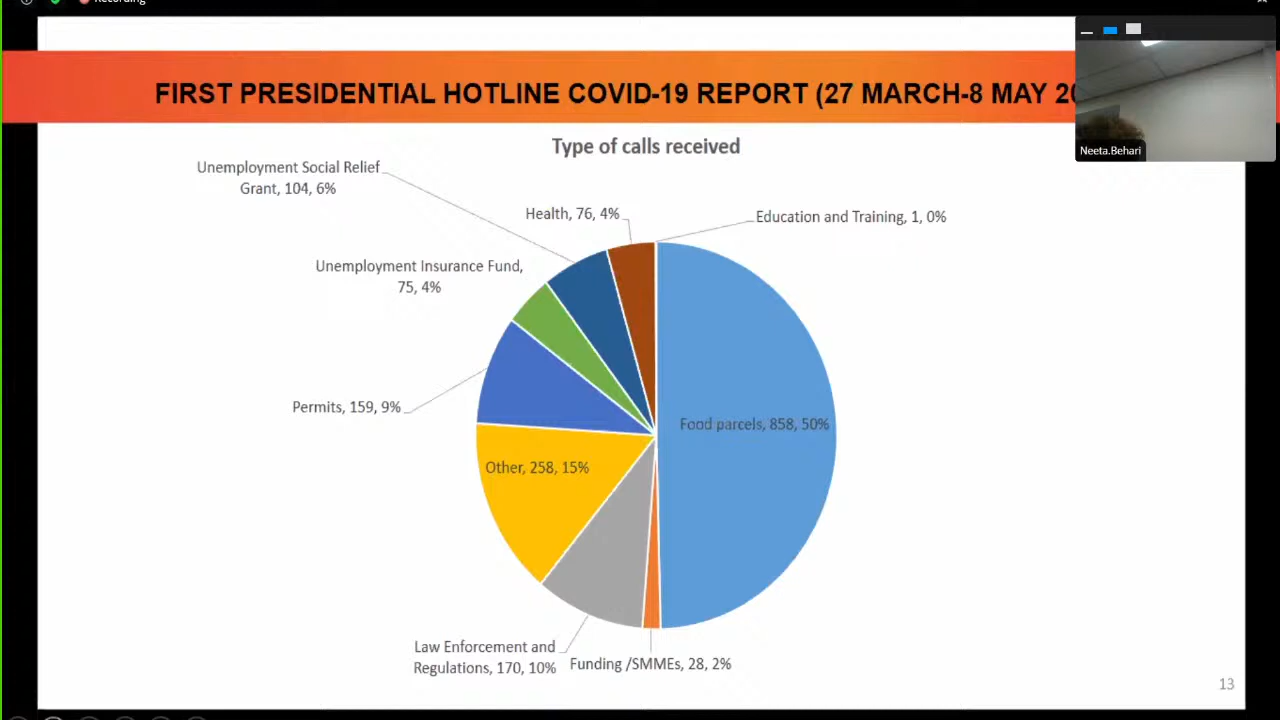 Recording
FIRST PRESIDENTIAL HOTLINE COVID-19 REPORT (27 MARCH-8 MAY 20
Neeta.Behari
Type of calls received
Unemployment Social Relief
Grant, 104, 6%
Health, 76, 4%
Education and Training, 1, 0%
Unemployment Insurance Fund,
75, 4%
Permits, 159, 9%
Food parcels, 858, 50%
Other, 258, 15%
Law Enforcement and
Regulations, 170, 10%
Funding /SMMEs, 28, 2%
13